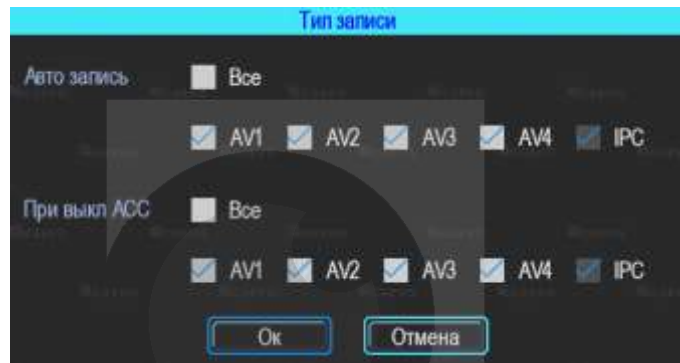 Тип записи
Авто запись Все
AV1 AV2 AV3 AV4 IPC
При выкл АСС Все
AV1 AV2 AV3 AV4 IPC
Ок Отмена